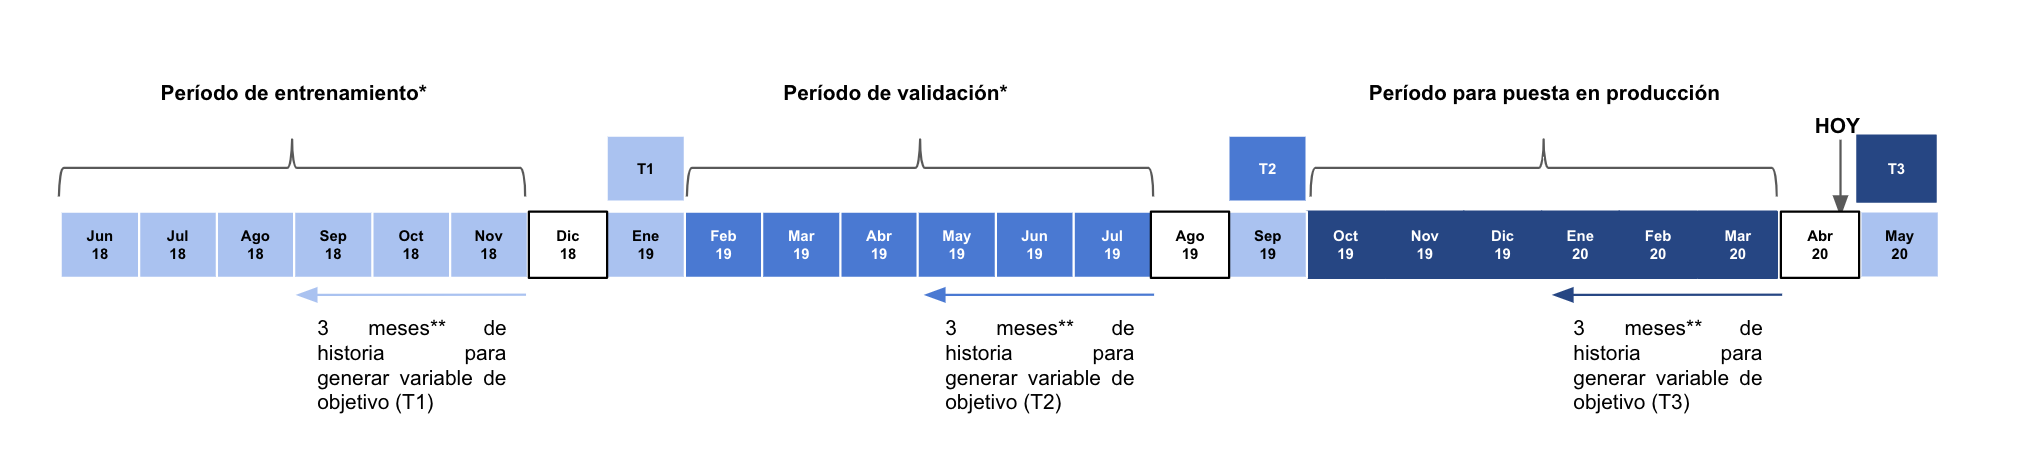 Período de entrenamiento*
Período de validación*
Período para puesta en producción
HOY
T1
T2
T3
Jun
18
Jul
18
Ago
18
Sep
18
Oct
18
Nov
18
Dic
18
Ene
19
Feb
19
Mar
19
Abr
19
May
19
Jun
19
Jul
19
Ago
19
Sep
19
Oct
19
Nov
19
Dic
19
Ene
20
Feb
20
Mar
20
Abr
20
May
20
3 meses** de
historia para
generar variable de
objetivo (T1)
3 meses** de
historia para
generar variable de
objetivo (T2)
3 meses** de
historia para
generar variable de
objetivo (T3)